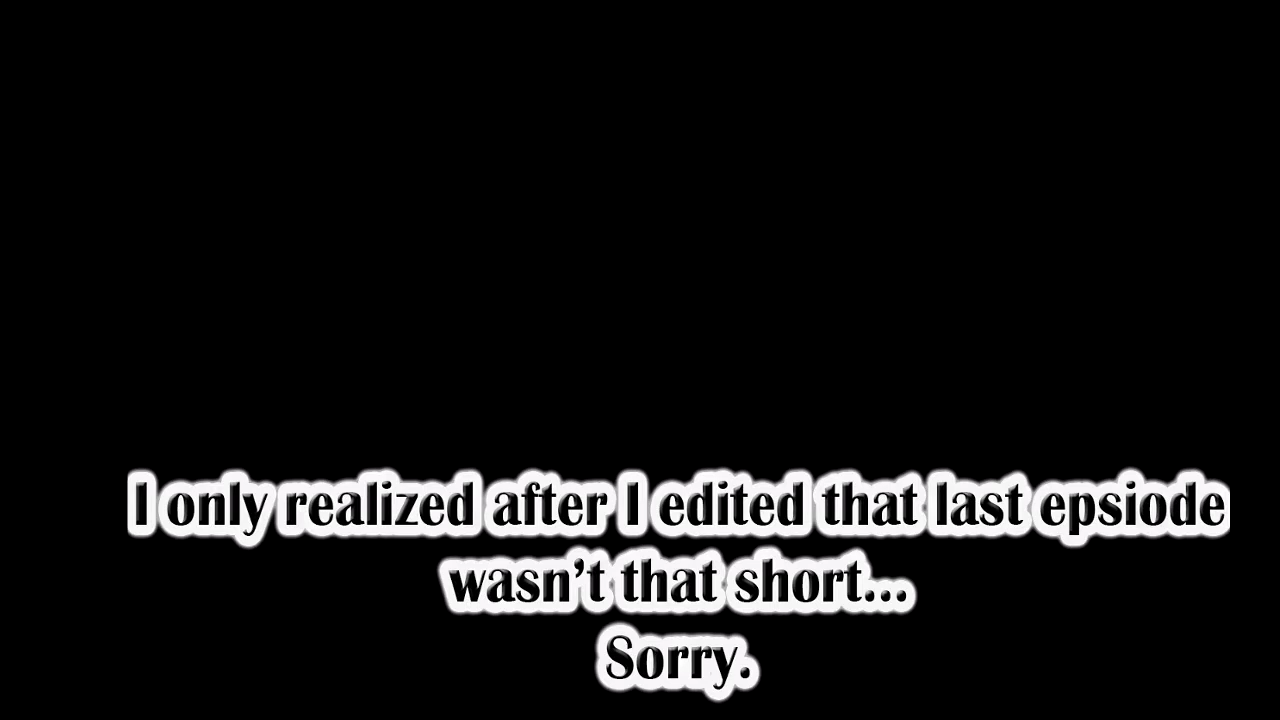 I only realized after I edited that last epsiode
wasn’t that short...
Sorry.